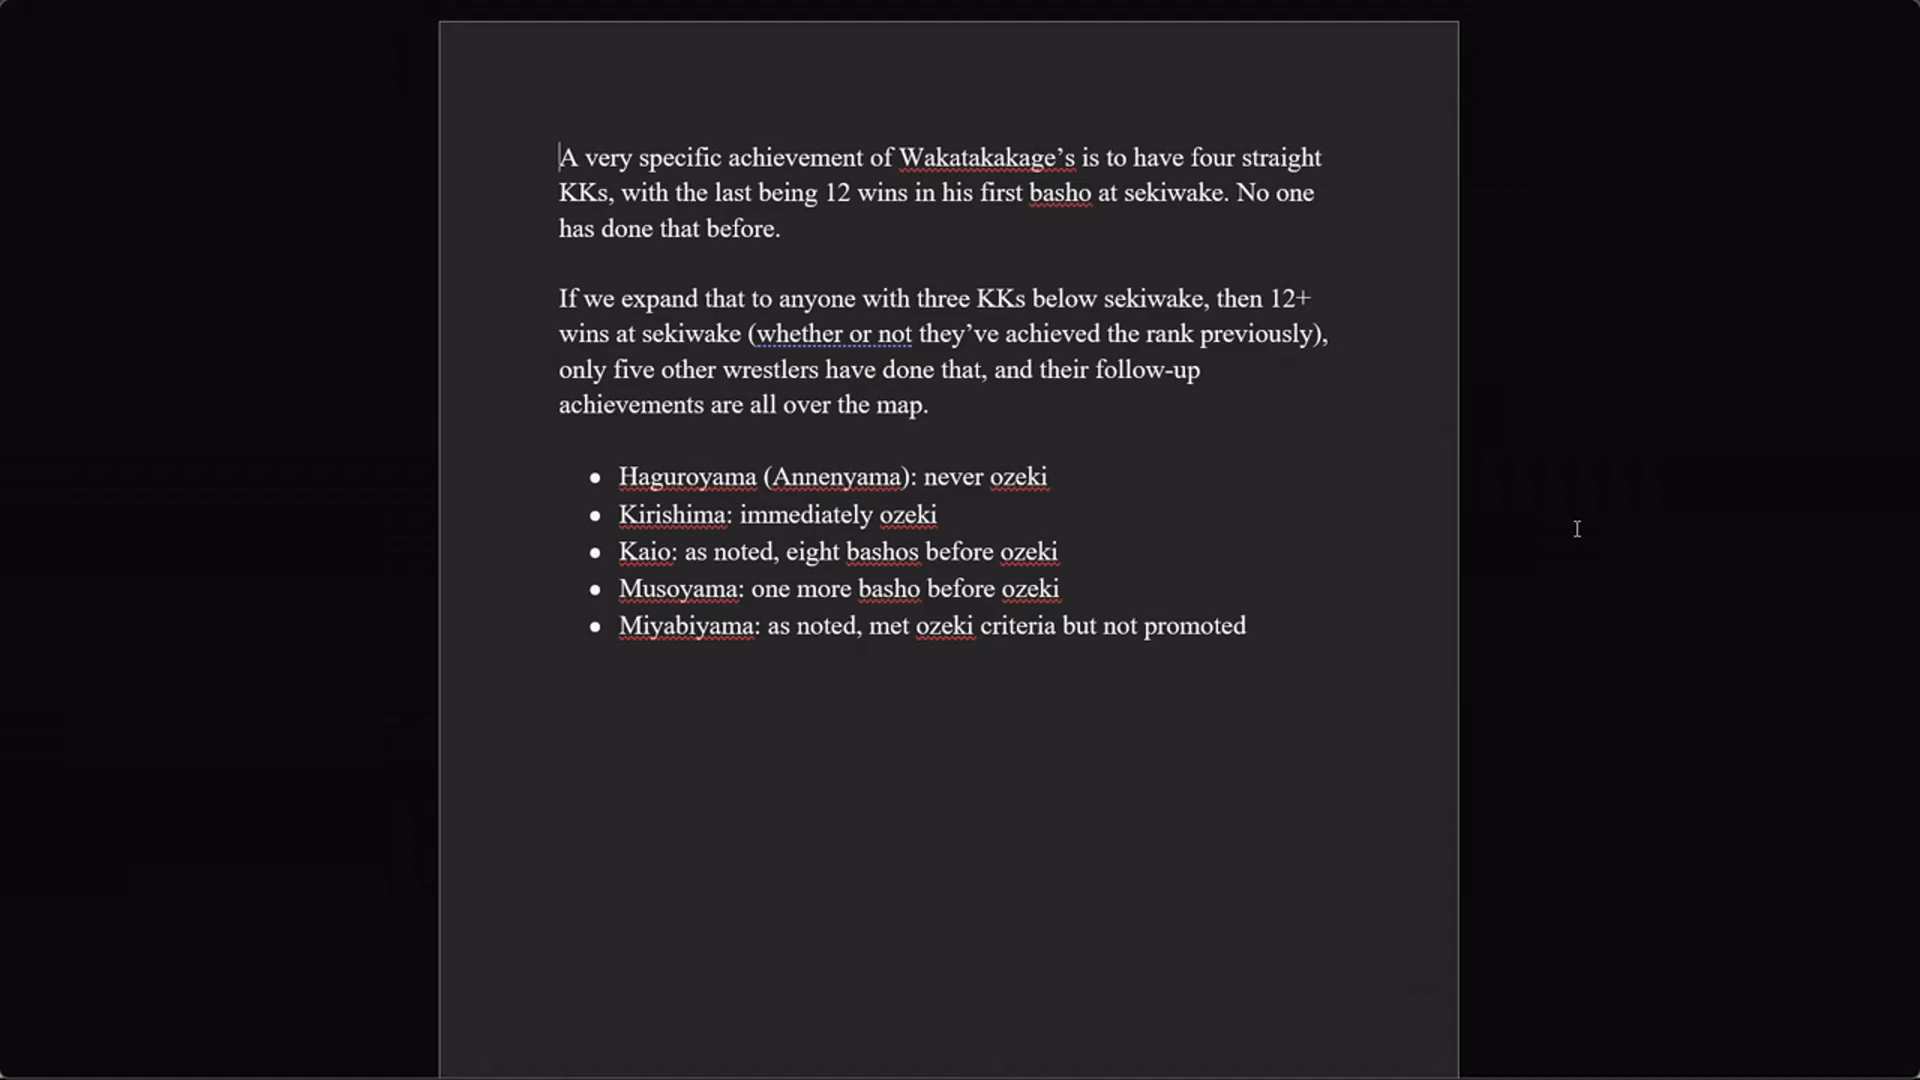 A very specific achievement of Wakatakakage’s is to have four straight
KKs, with the last being 12 wins in his first basho at sekiwake. No one
has done that before.
If we expand that to anyone with three KKs below sekiwake, then 12+
wins at sekiwake (whether or not they’ve achieved the rank previously),
only five other wrestlers have done that, and their follow-up
achievements are all over the map.
• Haguroyama (Annenyama): never ozeki
• Kirishima: immediately ozeki
• Kaio: as noted, eight bashos before ozeki
• Musoyama: one more basho before ozeki
• Miyabiyama: as noted, met ozeki criteria but not promoted